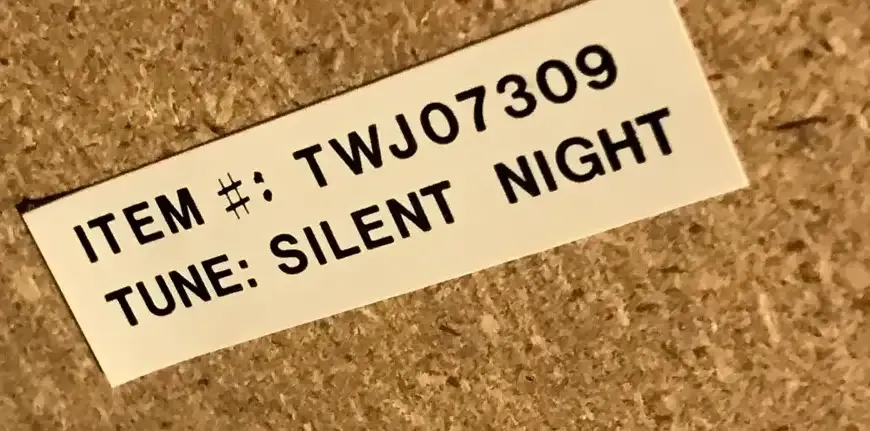 ITEM #: TWJ07309
TUNE: SILENT NIGHT